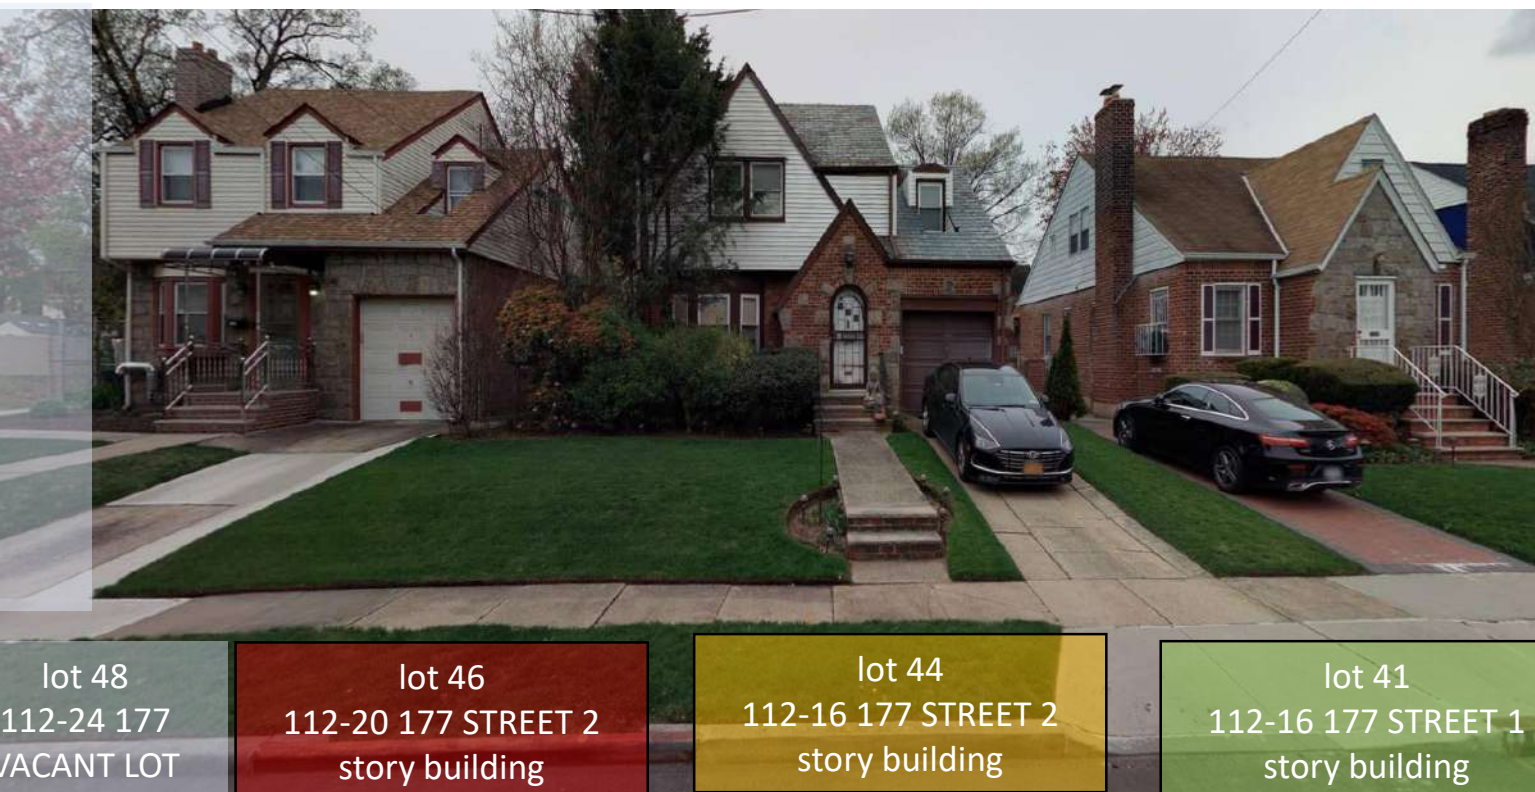 lot 48
112-24 177
VACANT LOT
lot 46
112-20 177 STREET 2
story building
lot 44
112-16 177 STREET 2
story building
lot 41
112-16 177 STREET 1
story building